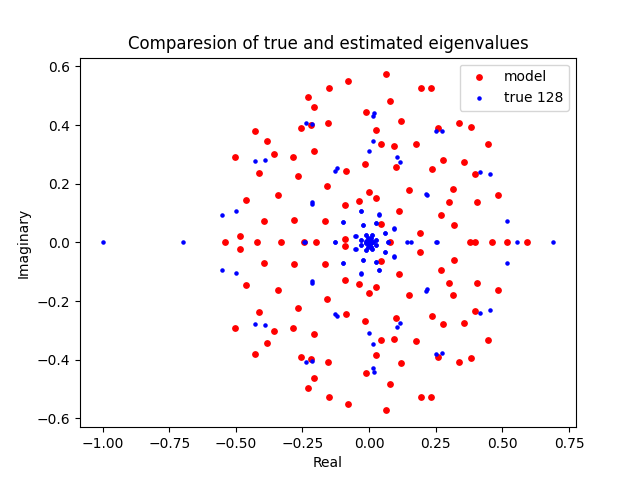 Comparesion of true and estimated eigenvalues
model
true 128
Imaginary
0.6
0.4
0.2
0.0
−0.2
−0.4
−0.6
−1.00 −0.75 −0.50 −0.25 0.00 0.25 0.50 0.75
Real